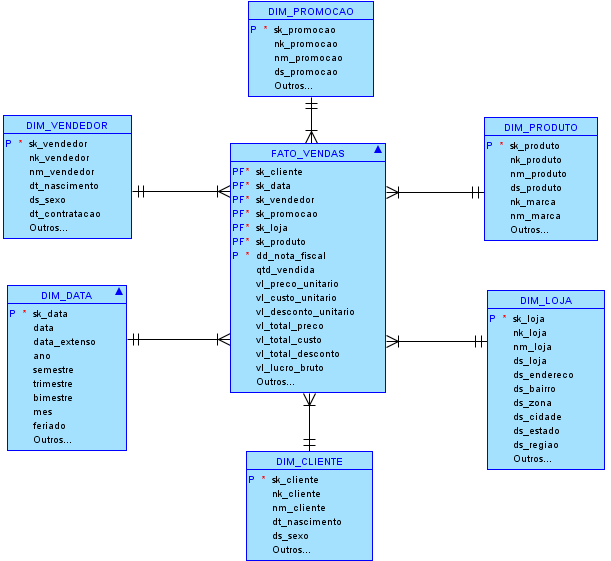 DIM_PROMOCAO
P * sk_promocao
nk_promocao
nm_promocao
ds_promocao
Outros...
DIM_VENDEDOR
P * sk_vendedor
nk_vendedor
nm_vendedor
dt_nascimento
ds_sexo
dt_contratacao
Outros...
FATO_VENDAS
PF* sk_cliente
PF* sk_data
PF* sk_vendedor
PF* sk_promocao
PF* sk_loja
PF* sk_produto
P * dd_nota_fiscal
qtd_vendida
vl_preco_unitario
vl_custo_unitario
vl_desconto_unitario
vl_total_preco
vl_total_custo
vl_total_desconto
vl_lucro_bruto
Outros...
DIM_PRODUTO
P * sk_produto
nk_produto
nm_produto
ds_produto
nk_marca
nm_marca
Outros...
DIM_DATA
P * sk_data
data
data_extenso
ano
semestre
trimestre
bimestre
mes
feriado
Outros...
DIM_LOJA
P * sk_loja
nk_loja
nm_loja
ds_loja
ds_endereco
ds_bairro
ds_zona
ds_cidade
ds_estado
ds_regiao
Outros...
DIM_CLIENTE
P * sk_cliente
nk_cliente
nm_cliente
dt_nascimento
ds_sexo
Outros...